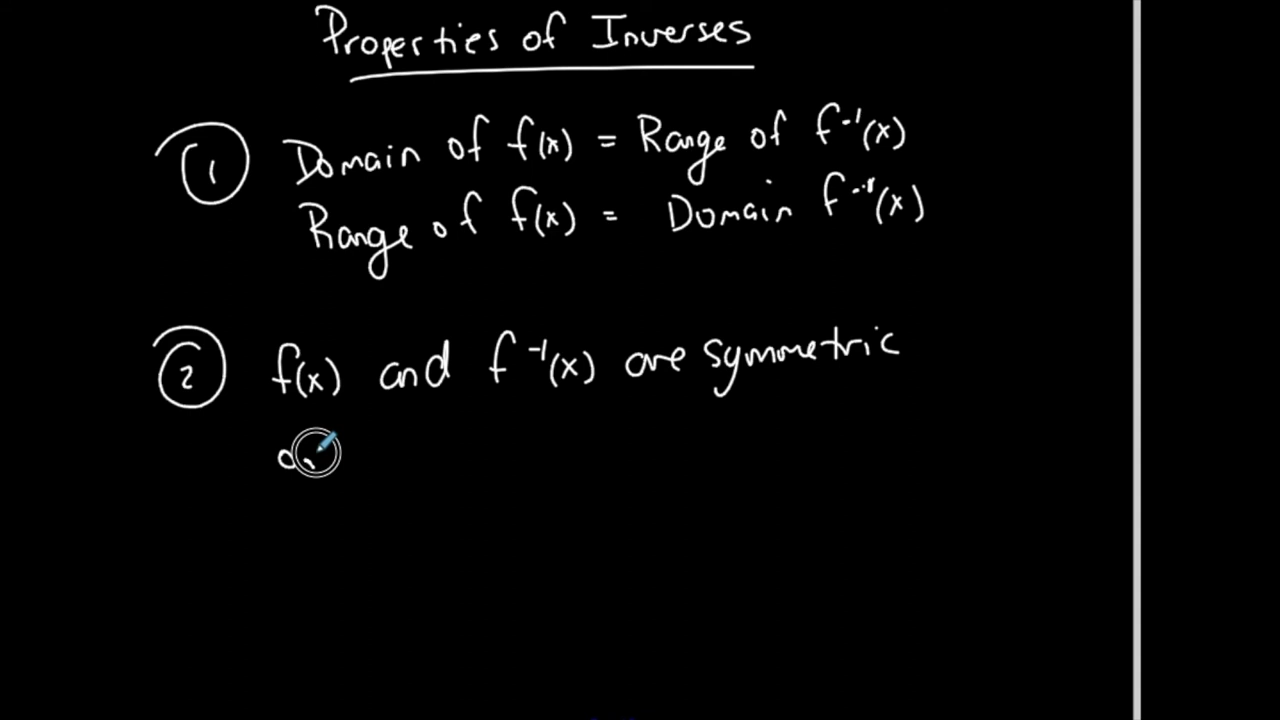 Properties of Inverses
1 Domain of f(x) = Range of f⁻¹(x)
Range of f(x) = Domain f⁻¹(x)
2 f(x) and f⁻¹(x) are symmetric